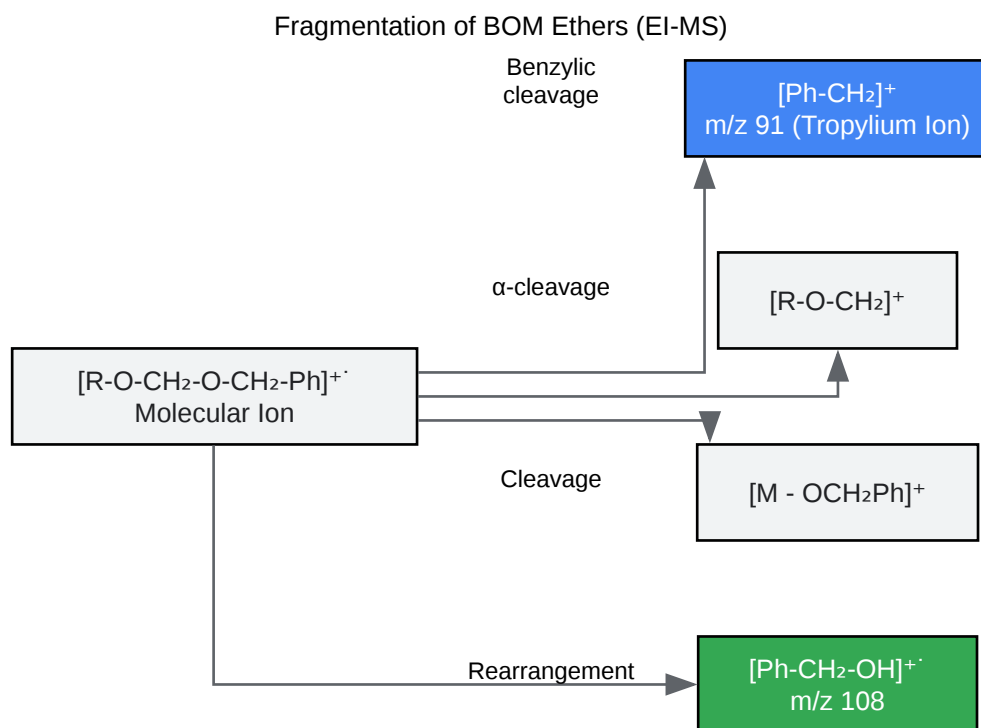 Fragmentation of BOM Ethers (EI-MS)
Benzylic
cleavage
[Ph-CH₂]⁺
m/z 91 (Tropylium Ion)
α-cleavage
[R-O-CH₂]⁺
[R-O-CH₂-O-CH₂-Ph]⁺˙
Molecular Ion
Cleavage
[M - OCH₂Ph]⁺
Rearrangement
[Ph-CH₂-OH]⁺˙
m/z 108